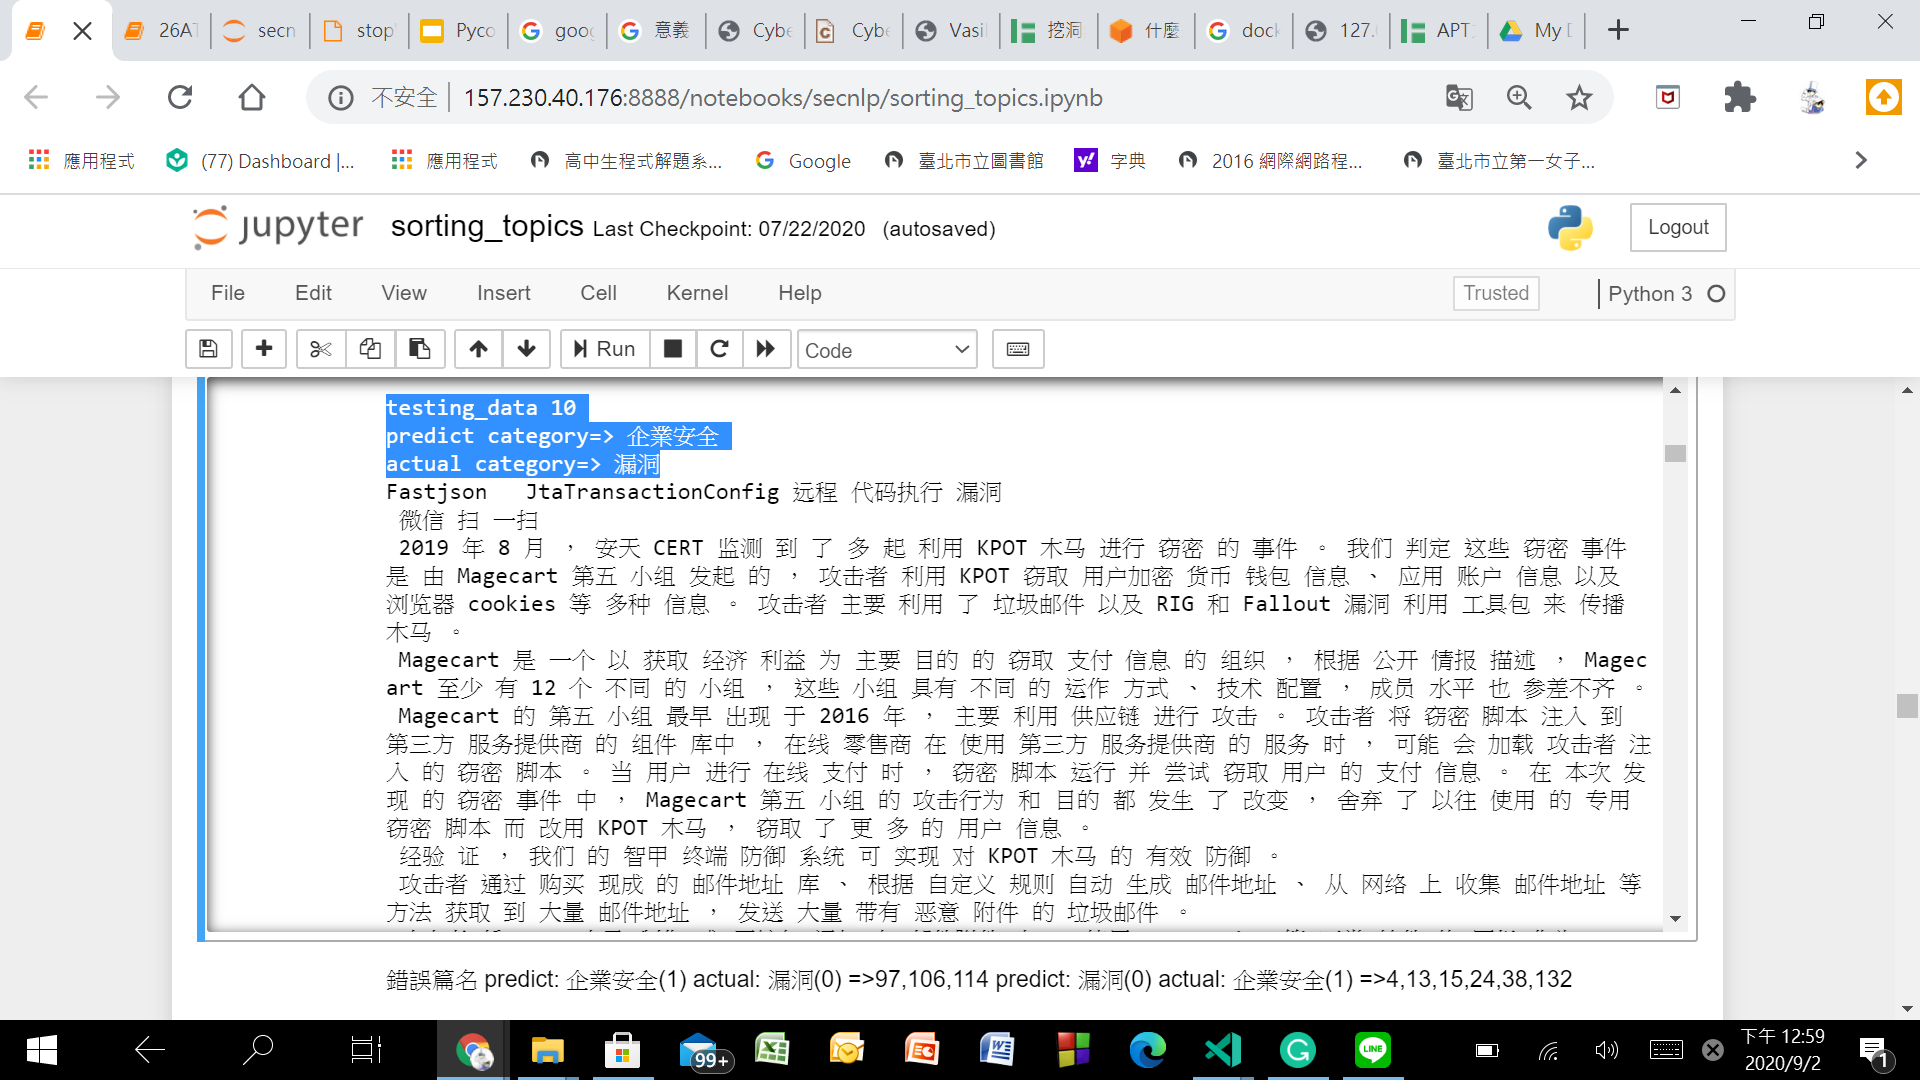 26A
secn
stop
Pyco
goo
意義
Cybe
Cybe
Vasi
挖洞
什麼
dock
127.
APT
My D
不安全 157.230.40.176:8888/notebooks/secnlp/sorting_topics.ipynb
應用程式 (77) Dashboard |... 應用程式 高中生程式解題系... Google 臺北市立圖書館 字典 2016 網際網路程... 臺北市立第一女子...
jupyter sorting_topics Last Checkpoint: 07/22/2020 (autosaved) Logout
File Edit View Insert Cell Kernel Help Trusted Python 3
Run Code
testing_data 10
predict category=> 企業安全
actual category=> 漏洞
Fastjson JtaTransactionConfig 远程 代码执行 漏洞
微信 扫 一扫
2019 年 8 月 ， 安天 CERT 监测 到 了 多 起 利用 KPOT 木马 进行 窃密 的 事件 。 我们 判定 这些 窃密 事件
是 由 Magecart 第五 小组 发起 的 ， 攻击者 利用 KPOT 窃取 用户加密 货币 钱包 信息 、 应用 账户 信息 以及
浏览器 cookies 等 多种 信息 。 攻击者 主要 利用 了 垃圾邮件 以及 RIG 和 Fallout 漏洞 利用 工具包 来 传播
木马 。
Magecart 是 一个 以 获取 经济 利益 为 主要 目的 的 窃取 支付 信息 的 组织 ， 根据 公开 情报 描述 ， Magec
art 至少 有 12 个 不同 的 小组 ， 这些 小组 具有 不同 的 运作 方式 、 技术 配置 ， 成员 水平 也 参差不齐 。
Magecart 的 第五 小组 最早 出现 于 2016 年 ， 主要 利用 供应链 进行 攻击 。 攻击者 将 窃密 脚本 注入 到
第三方 服务提供商 的 组件 库中 ， 在线 零售商 在 使用 第三方 服务提供商 的 服务 时 ， 可能 会 加载 攻击者 注
入 的 窃密 脚本 。 当 用户 进行 在线 支付 时 ， 窃密 脚本 运行 并 尝试 窃取 用户 的 支付 信息 。 在 本次 发
现 的 窃密 事件 中 ， Magecart 第五 小组 的 攻击行为 和 目的 都 发生 了 改变 ， 舍弃 了 以往 使用 的 专用
窃密 脚本 而 改用 KPOT 木马 ， 窃取 了 更 多 的 用户 信息 。
经验 证 ， 我们 的 智甲 终端 防御 系统 可 实现 对 KPOT 木马 的 有效 防御 。
攻击者 通过 购买 现成 的 邮件地址 库 、 根据 自定义 规则 自动 生成 邮件地址 、 从 网络 上 收集 邮件地址 等
方法 获取 到 大量 邮件地址 ， 发送 大量 带有 恶意 附件 的 垃圾邮件 。
錯誤篇名 predict: 企業安全(1) actual: 漏洞(0) =>97,106,114 predict: 漏洞(0) actual: 企業安全(1) =>4,13,15,24,38,132
99+
LINE
下午 12:59
2020/9/2
1